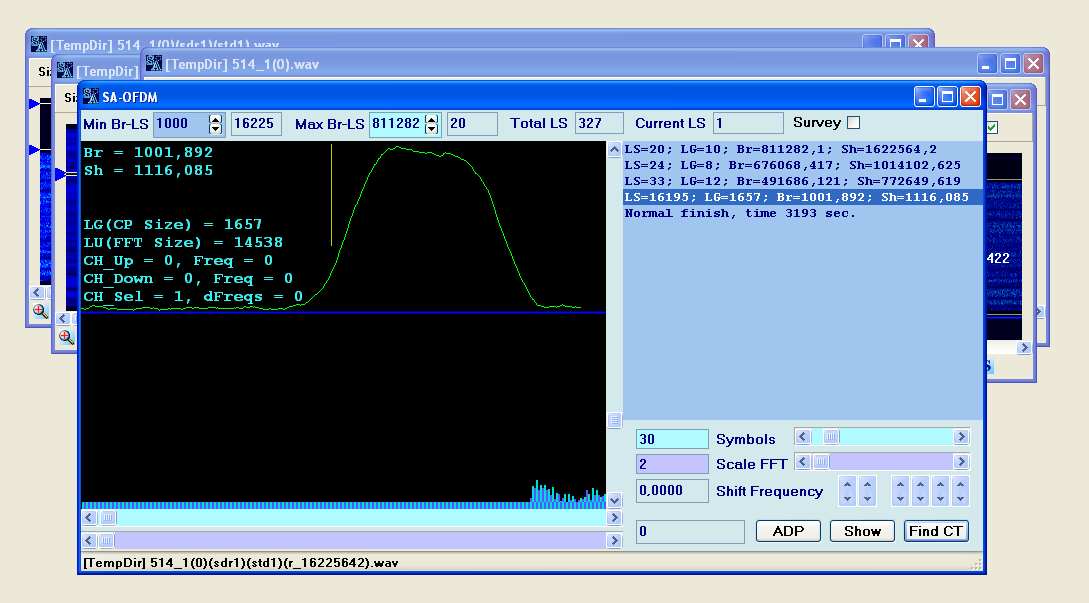 [TempDir] 514_1(0)(sdr1)(std1).wav
[TempDir]
[TempDir] 514_1(0).wav
SA-OFDM
Min Br-LS 1000 16225 Max Br-LS 811282 20 Total LS 327 Current LS 1 Survey
Br = 1001,892
Sh = 1116,085
LG(CP Size) = 1657
LU(FFT Size) = 14538
CH_Up = 0, Freq = 0
CH_Down = 0, Freq = 0
CH_Sel = 1, dFreqs = 0
LS=20; LG=10; Br=811282,1; Sh=1622564,2
LS=24; LG=8; Br=676068,417; Sh=1014102,625
LS=33; LG=12; Br=491686,121; Sh=772649,619
LS=16195; LG=1657; Br=1001,892; Sh=1116,085
Normal finish, time 3193 sec.
422
30 Symbols
2 Scale FFT
0,0000 Shift Frequency
0 ADP Show Find CT
[TempDir] 514_1(0)(sdr1)(std1)(r_16225642).wav